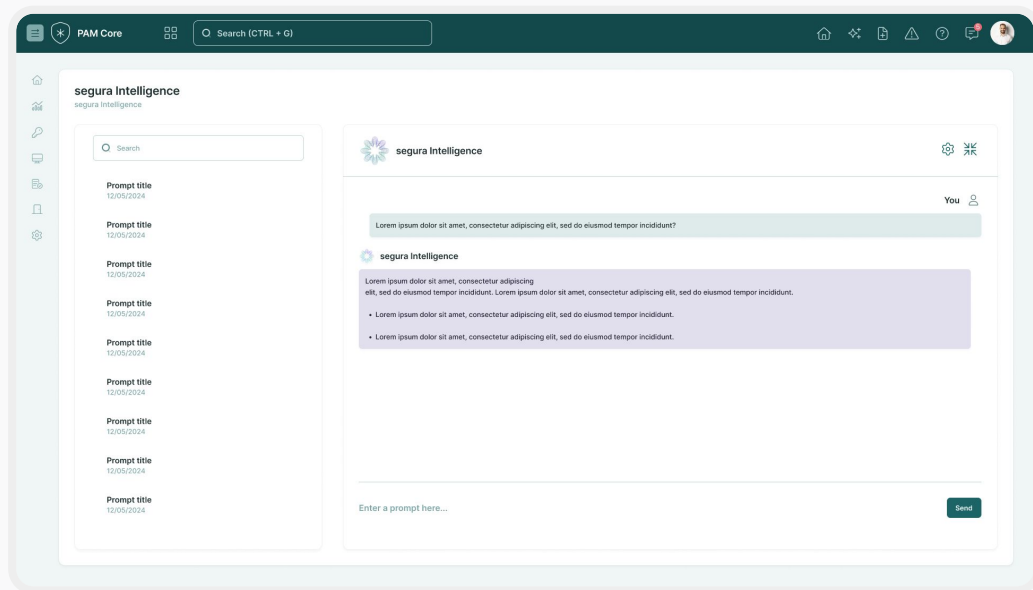 PAM Core
Search (CTRL + G)
segura Intelligence
segura Intelligence
Search
Prompt title
12/05/2024
Prompt title
12/05/2024
Prompt title
12/05/2024
Prompt title
12/05/2024
Prompt title
12/05/2024
Prompt title
12/05/2024
Prompt title
12/05/2024
Prompt title
12/05/2024
Prompt title
12/05/2024
segura Intelligence
You
Lorem ipsum dolor sit amet, consectetur adipiscing elit, sed do eiusmod tempor incididunt?
segura Intelligence
Lorem ipsum dolor sit amet, consectetur adipiscing
elit, sed do eiusmod tempor incididunt. Lorem ipsum dolor sit amet, consectetur adipiscing elit, sed do eiusmod tempor incididunt.
• Lorem ipsum dolor sit amet, consectetur adipiscing elit, sed do eiusmod tempor incididunt.
• Lorem ipsum dolor sit amet, consectetur adipiscing elit, sed do eiusmod tempor incididunt.
Enter a prompt here...
Send